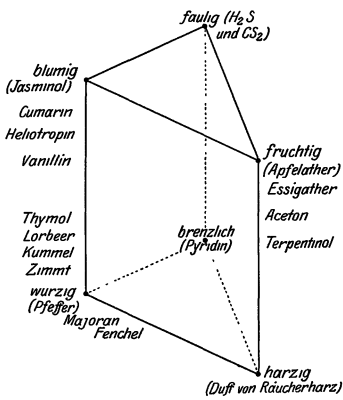 faulig (H₂S
und CS₂)
blumig
(Jasminol)
Cumarin
Heliotropin
Vanillin
fruchtig
(Apfeläther)
Essigäther
Aceton
Terpentinöl
Thymol
Lorbeer
Kümmel
Zimmt
brenzlich
(Pyridin)
würzig
(Pfeffer)
Majoran
Fenchel
harzig
(Duft von Räucherharz)